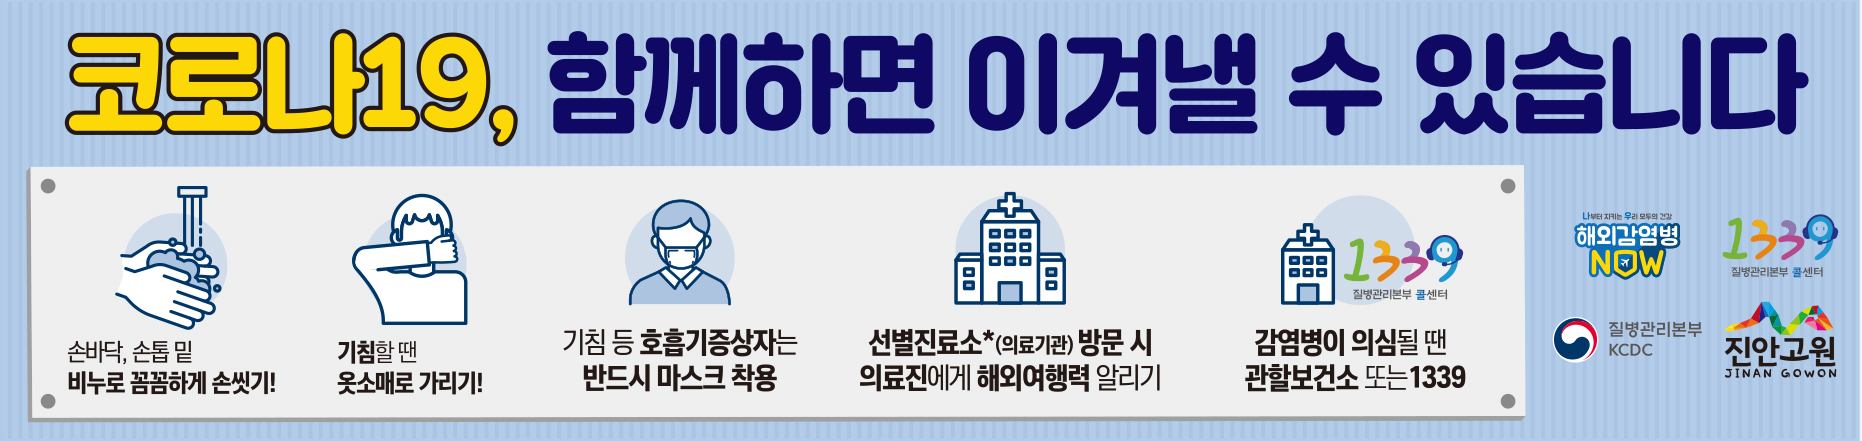 코로나19, 함께하면 이겨낼 수 있습니다
손바닥, 손톱 밑
비누로 꼼꼼하게 손씻기!
기침할 땐
옷소매로 가리기!
기침 등 호흡기증상자는
반드시 마스크 착용
선별진료소*(의료기관) 방문 시
의료진에게 해외여행력 알리기
1339
질병관리본부 콜센터
감염병이 의심될 땐
관할보건소 또는 1339
나부터 지키는 우리 모두의 건강
해외감염병
NOW
1339
질병관리본부 콜센터
질병관리본부
KCDC
진안고원
JINAN GOWON